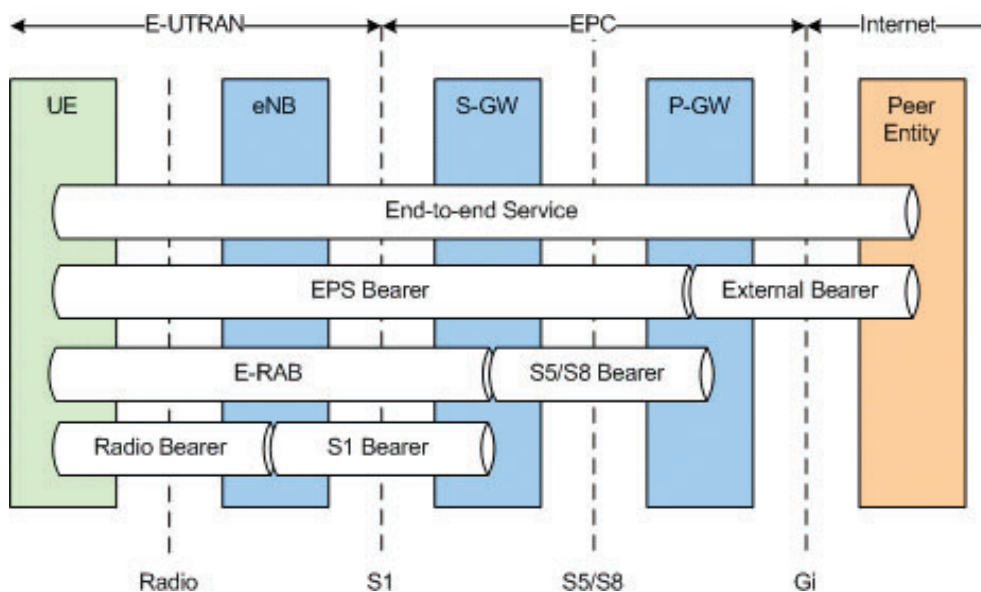 E-UTRAN
EPC
Internet
UE
eNB
S-GW
P-GW
Peer
Entity
End-to-end Service
EPS Bearer
External Bearer
E-RAB
S5/S8 Bearer
Radio Bearer
S1 Bearer
Radio
S1
S5/S8
Gi